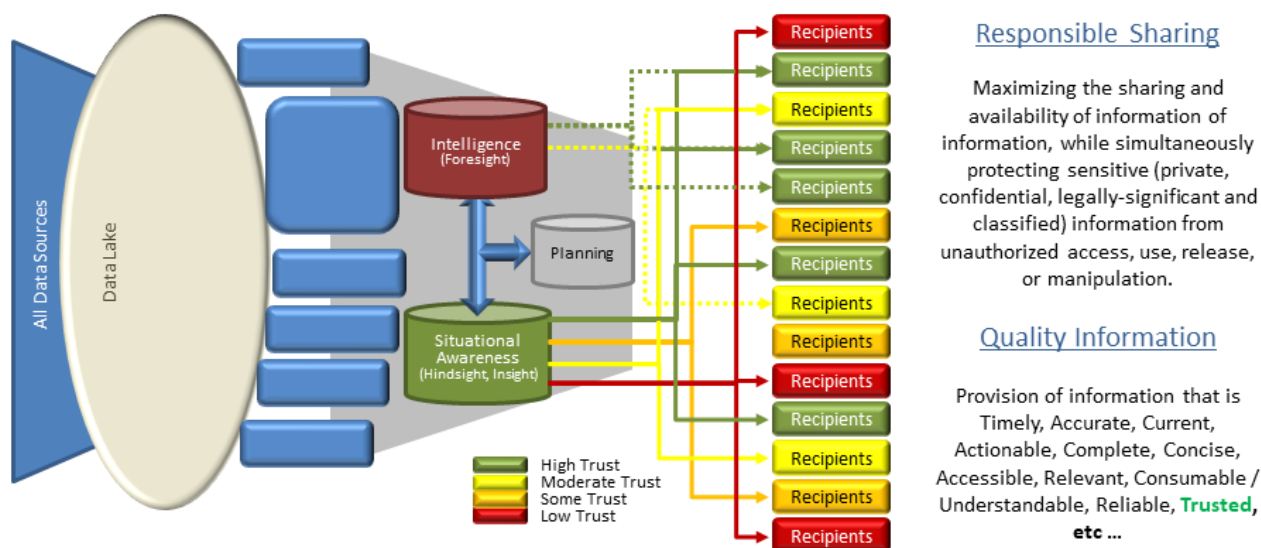 All Data Sources
Data Lake
Intelligence
(Foresight)
Planning
Situational
Awareness
(Hindsight, Insight)
High Trust
Moderate Trust
Some Trust
Low Trust
Recipients
Recipients
Recipients
Recipients
Recipients
Recipients
Recipients
Recipients
Recipients
Recipients
Recipients
Recipients
Recipients
Recipients
Responsible Sharing
Maximizing the sharing and
availability of information of
information, while simultaneously
protecting sensitive (private,
confidential, legally-significant and
classified) information from
unauthorized access, use, release,
or manipulation.
Quality Information
Provision of information that is
Timely, Accurate, Current,
Actionable, Complete, Concise,
Accessible, Relevant, Consumable /
Understandable, Reliable, Trusted,
etc ...